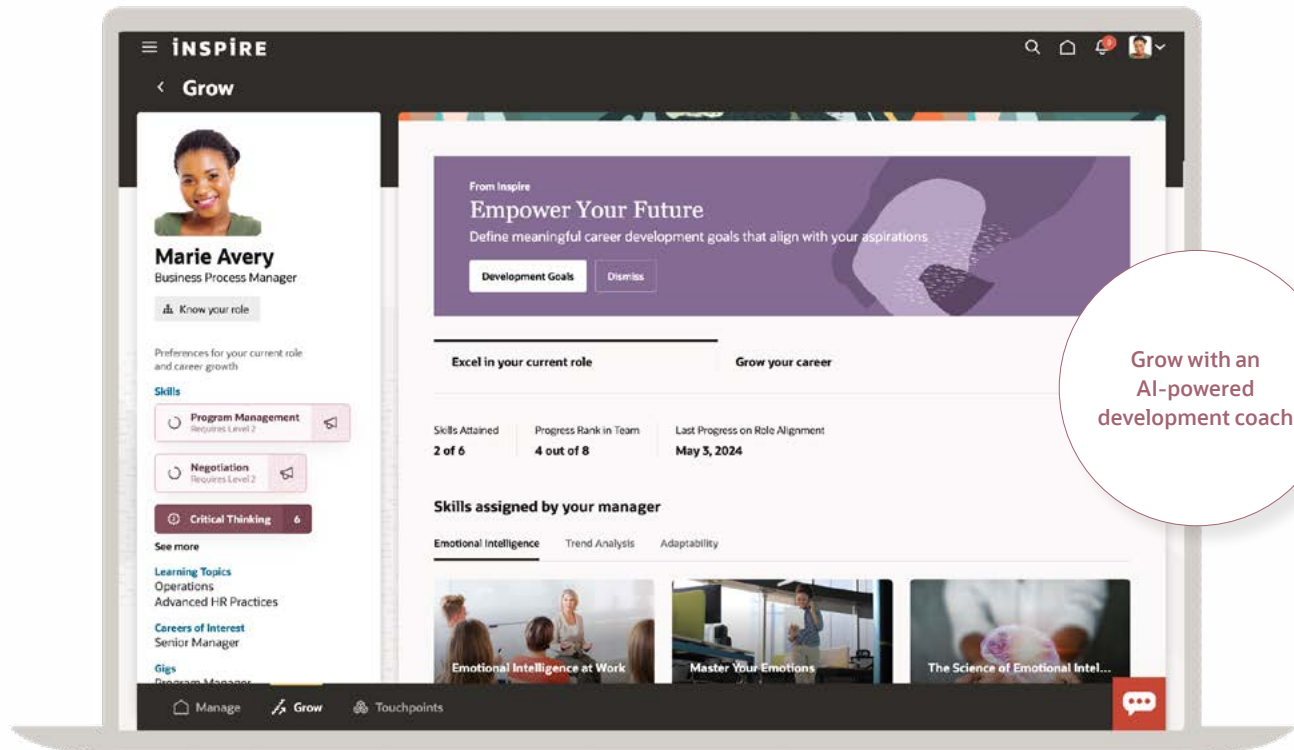 iNSPiRE
Grow
Marie Avery
Business Process Manager
Know your role
Preferences for your current role
and career growth
Skills
Program Management
Requires Level 2
Negotiation
Requires Level 2
Critical Thinking 6
See more
Learning Topics
Operations
Advanced HR Practices
Careers of Interest
Senior Manager
Gigs
Program Manager
From Inspire
Empower Your Future
Define meaningful career development goals that align with your aspirations
Development Goals Dismiss
Excel in your current role Grow your career
Skills Attained Progress Rank in Team Last Progress on Role Alignment
2 of 6 4 out of 8 May 3, 2024
Skills assigned by your manager
Emotional Intelligence Trend Analysis Adaptability
Emotional Intelligence at Work Master Your Emotions The Science of Emotional Intel...
Manage Grow Touchpoints
Grow with an
AI-powered
development coach